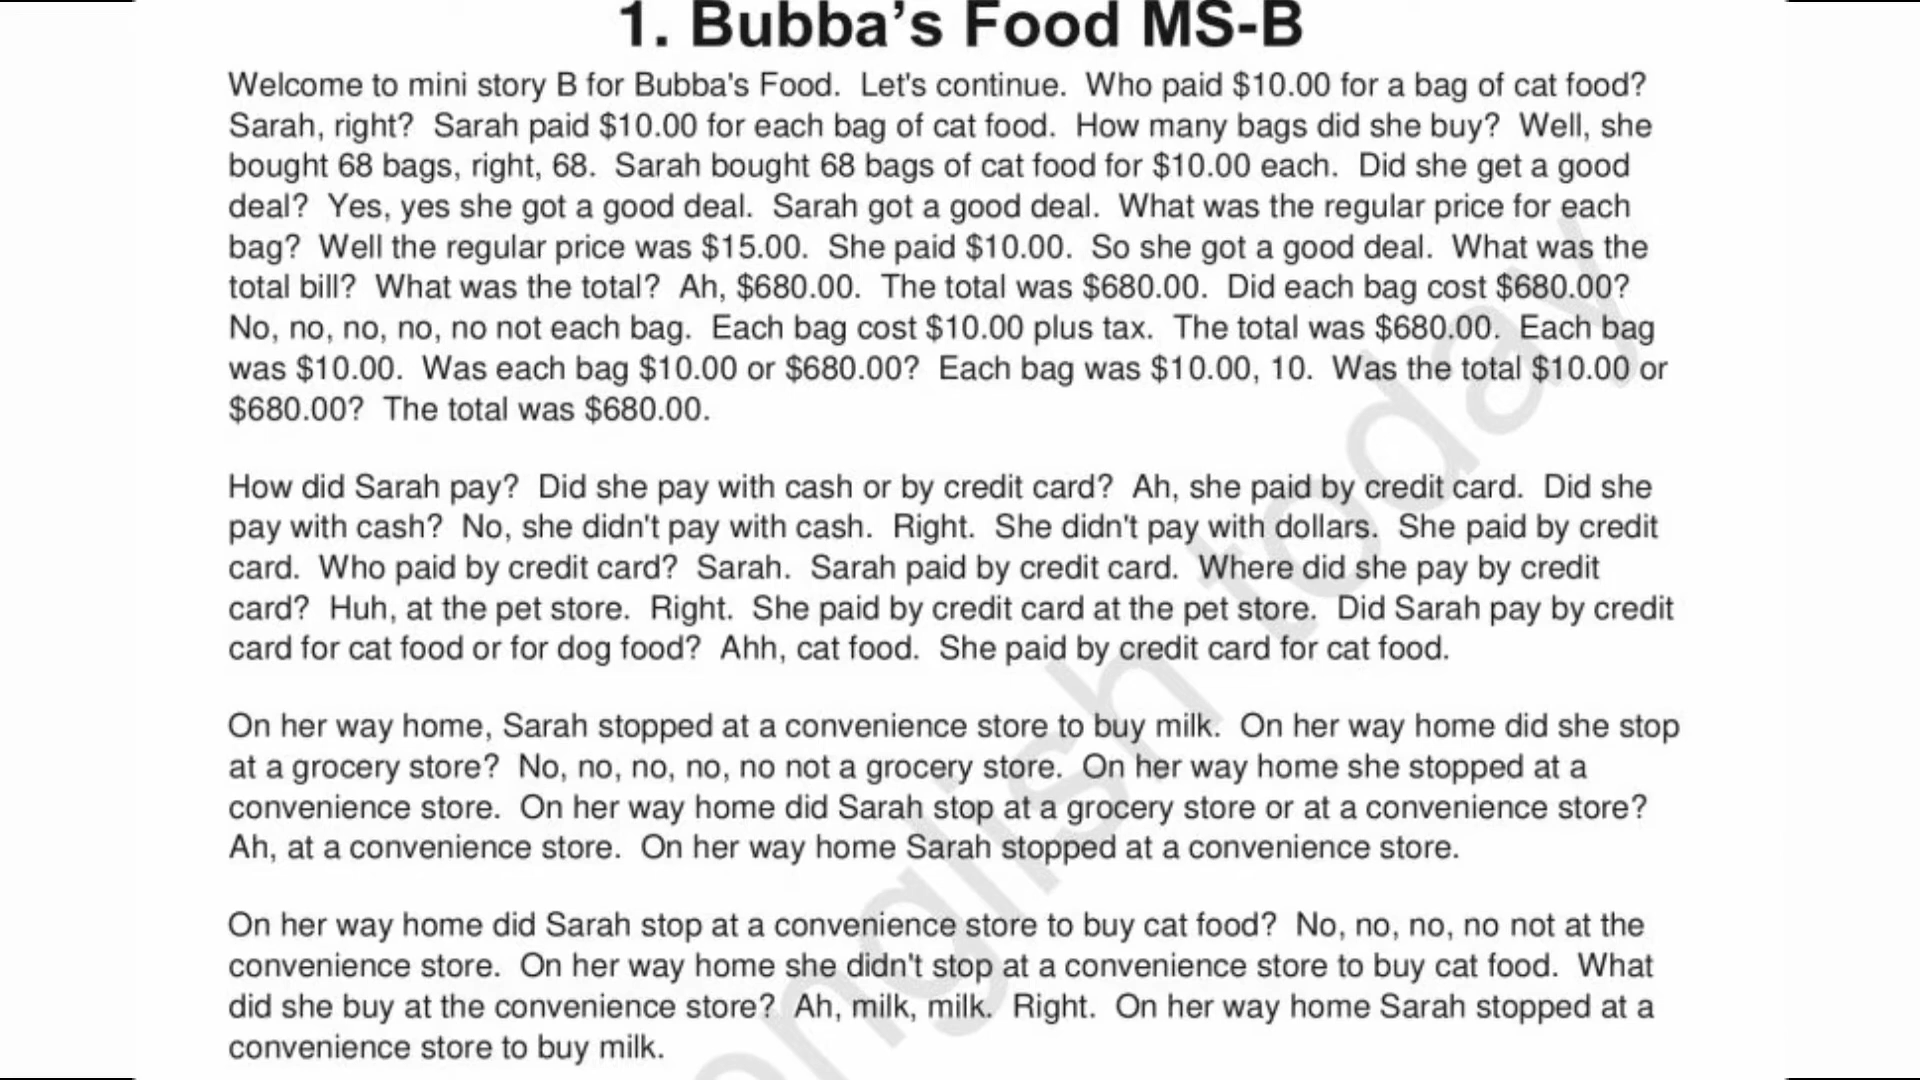 1. Bubba's Food MS-B
Welcome to mini story B for Bubba's Food.  Let's continue.  Who paid $10.00 for a bag of cat food?
Sarah, right?  Sarah paid $10.00 for each bag of cat food.  How many bags did she buy?  Well, she
bought 68 bags, right, 68.  Sarah bought 68 bags of cat food for $10.00 each.  Did she get a good
deal?  Yes, yes she got a good deal.  Sarah got a good deal.  What was the regular price for each
bag?  Well the regular price was $15.00.  She paid $10.00.  So she got a good deal.  What was the
total bill?  What was the total?  Ah, $680.00.  The total was $680.00.  Did each bag cost $680.00?
No, no, no, no, no not each bag.  Each bag cost $10.00 plus tax.  The total was $680.00.  Each bag
was $10.00.  Was each bag $10.00 or $680.00?  Each bag was $10.00, 10.  Was the total $10.00 or
$680.00?  The total was $680.00.
How did Sarah pay?  Did she pay with cash or by credit card?  Ah, she paid by credit card.  Did she
pay with cash?  No, she didn't pay with cash.  Right.  She didn't pay with dollars.  She paid by credit
card.  Who paid by credit card?  Sarah.  Sarah paid by credit card.  Where did she pay by credit
card?  Huh, at the pet store.  Right.  She paid by credit card at the pet store.  Did Sarah pay by credit
card for cat food or for dog food?  Ahh, cat food.  She paid by credit card for cat food.
On her way home, Sarah stopped at a convenience store to buy milk.  On her way home did she stop
at a grocery store?  No, no, no, no, no not a grocery store.  On her way home she stopped at a
convenience store.  On her way home did Sarah stop at a grocery store or at a convenience store?
Ah, at a convenience store.  On her way home Sarah stopped at a convenience store.
On her way home did Sarah stop at a convenience store to buy cat food?  No, no, no, no not at the
convenience store.  On her way home she didn't stop at a convenience store to buy cat food.  What
did she buy at the convenience store?  Ah, milk, milk.  Right.  On her way home Sarah stopped at a
convenience store to buy milk.
english today